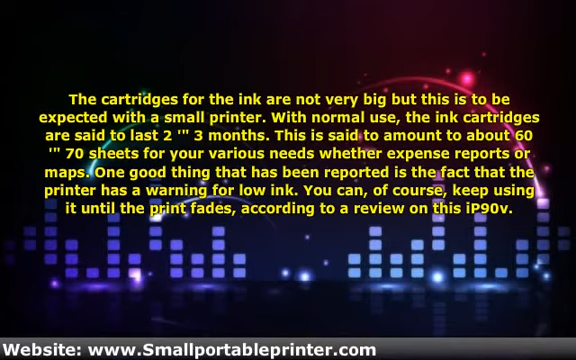 The cartridges for the ink are not very big but this is to be
expected with a small printer. With normal use, the ink cartridges
are said to last 2 '" 3 months. This is said to amount to about 60
'" 70 sheets for your various needs whether expense reports or
maps. One good thing that has been reported is the fact that the
printer has a warning for low ink. You can, of course, keep using
it until the print fades, according to a review on this iP90v.
Website: www.Smallportableprinter.com